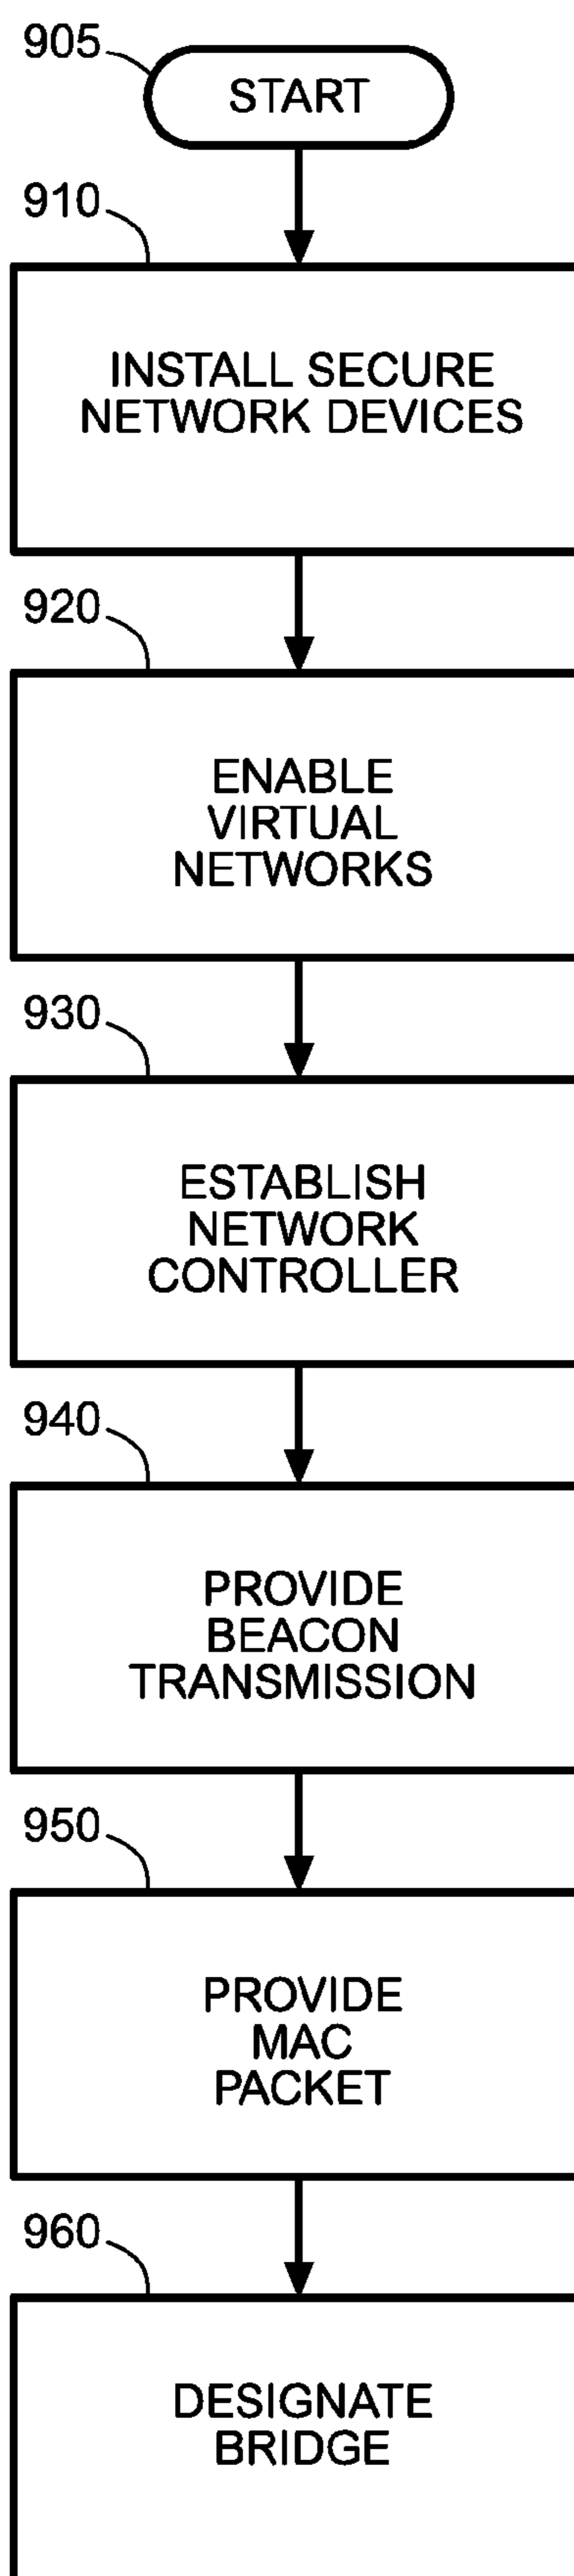 905
START
910
INSTALL SECURE
NETWORK DEVICES
920
ENABLE
VIRTUAL
NETWORKS
930
ESTABLISH
NETWORK
CONTROLLER
940
PROVIDE
BEACON
TRANSMISSION
950
PROVIDE
MAC
PACKET
960
DESIGNATE
BRIDGE